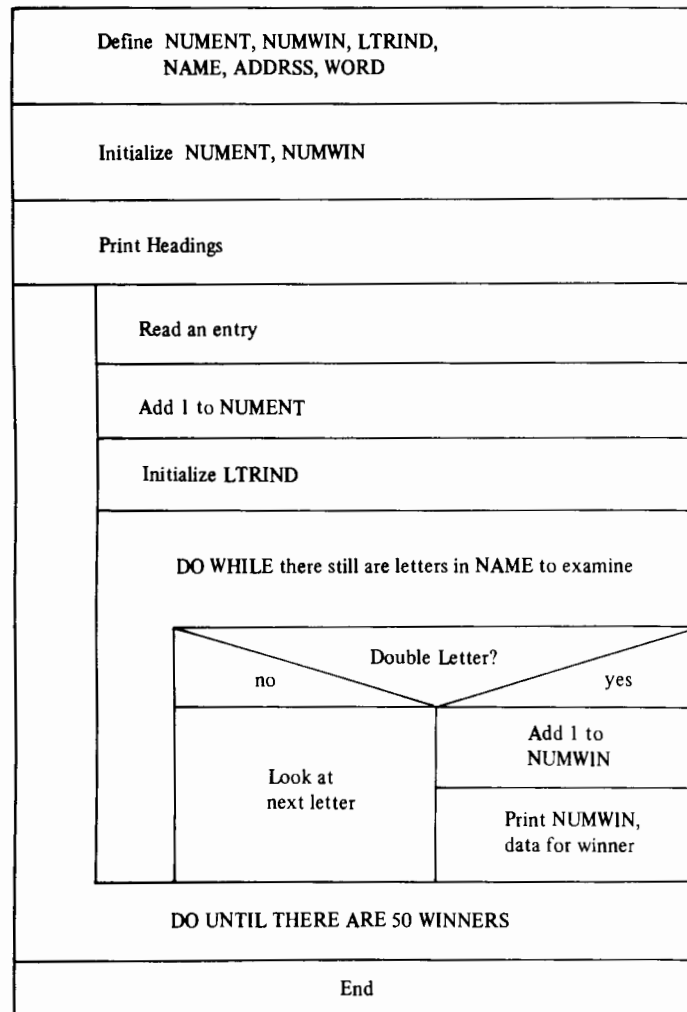 Define NUMENT, NUMWIN, LTRIND,
NAME, ADDRSS, WORD
Initialize NUMENT, NUMWIN
Print Headings
Read an entry
Add 1 to NUMENT
Initialize LTRIND
DO WHILE there still are letters in NAME to examine
Double Letter?
no
yes
Look at
next letter
Add 1 to
NUMWIN
Print NUMWIN,
data for winner
DO UNTIL THERE ARE 50 WINNERS
End